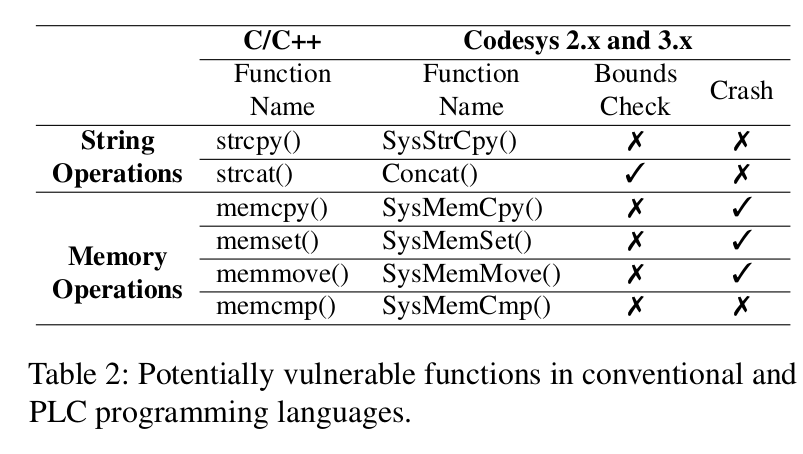 C/C++ Codesys 2.x and 3.x
Function Function Bounds Crash
Name Name Check
String strcpy() SysStrCpy() ✗ ✗
Operations strcat() Concat() ✓ ✗
memcpy() SysMemCpy() ✗ ✓
Memory memset() SysMemSet() ✗ ✓
Operations memmove() SysMemMove() ✗ ✓
memcmp() SysMemCmp() ✗ ✗
Table 2: Potentially vulnerable functions in conventional and
PLC programming languages.